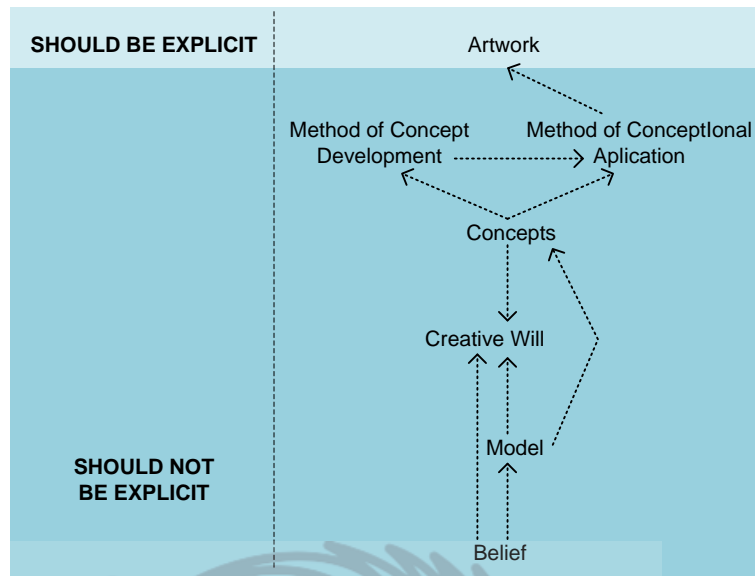 SHOULD BE EXPLICIT
Artwork
Method of Concept
Development
Method of ConceptIonal
Aplication
Concepts
Creative Will
Model
SHOULD NOT
BE EXPLICIT
Belief